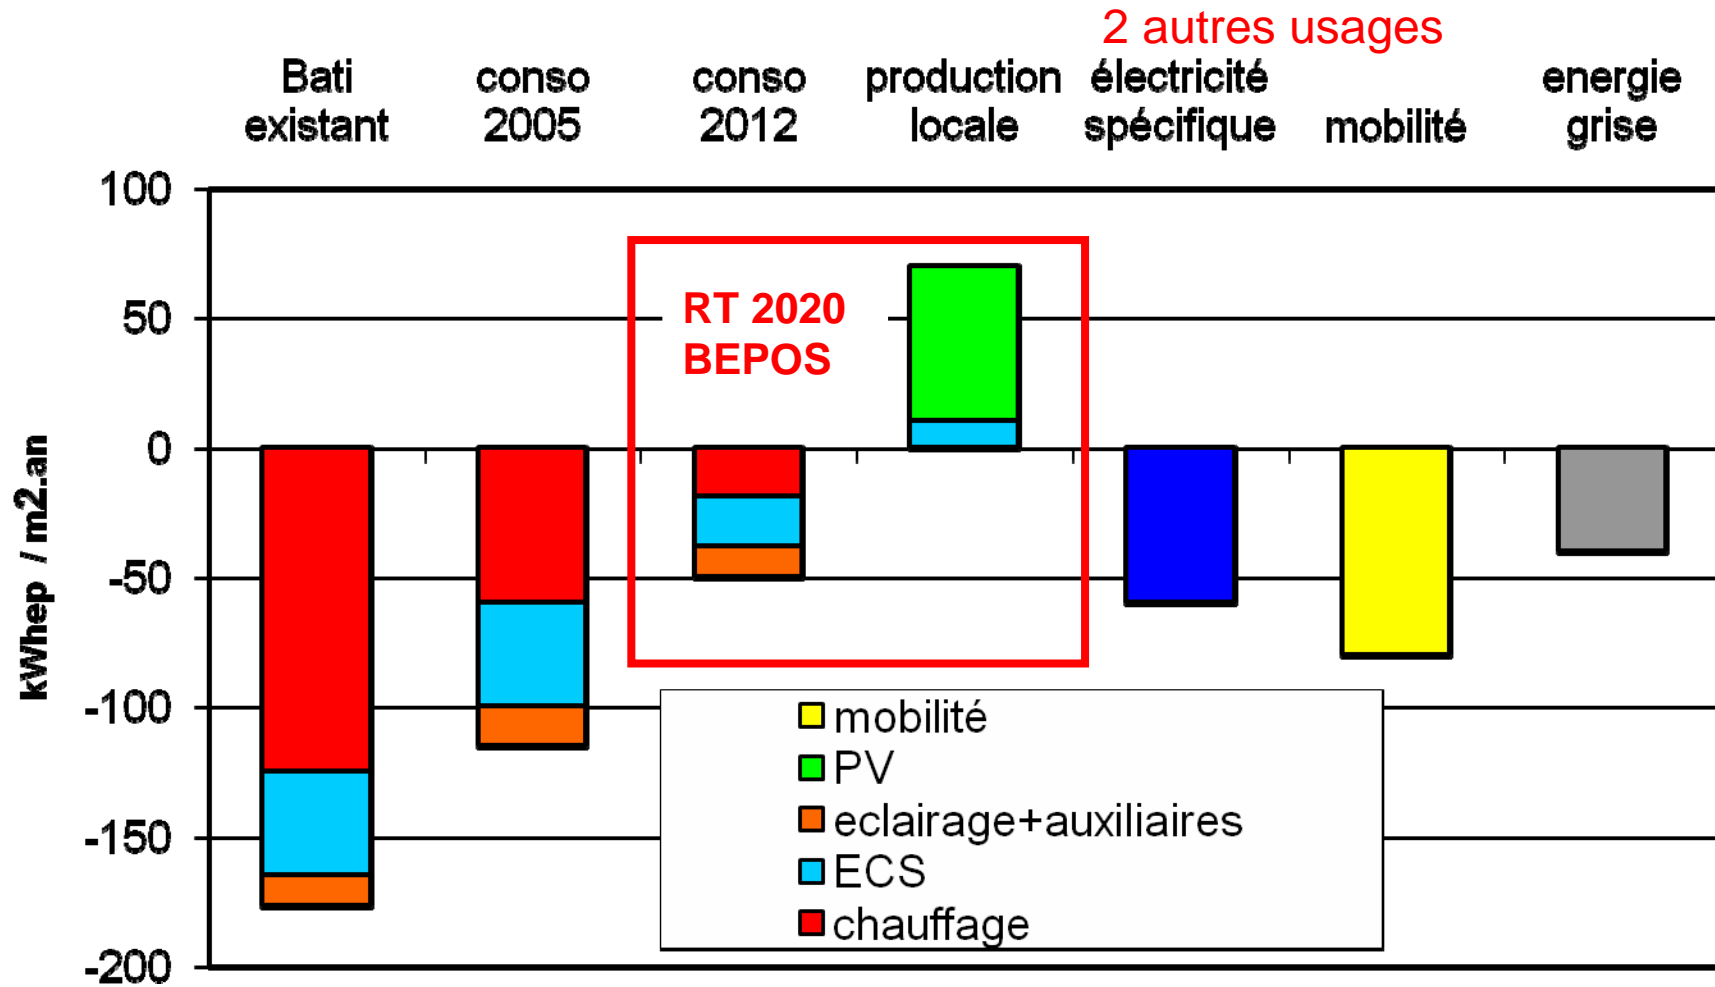 2 autres usages
Bati existant
conso 2005
conso 2012
production locale
électricité spécifique
mobilité
energie grise
100
50
0
-50
-100
-150
-200
kWhep / m2.an
RT 2020
BEPOS
mobilité
PV
eclairage+auxiliaires
ECS
chauffage